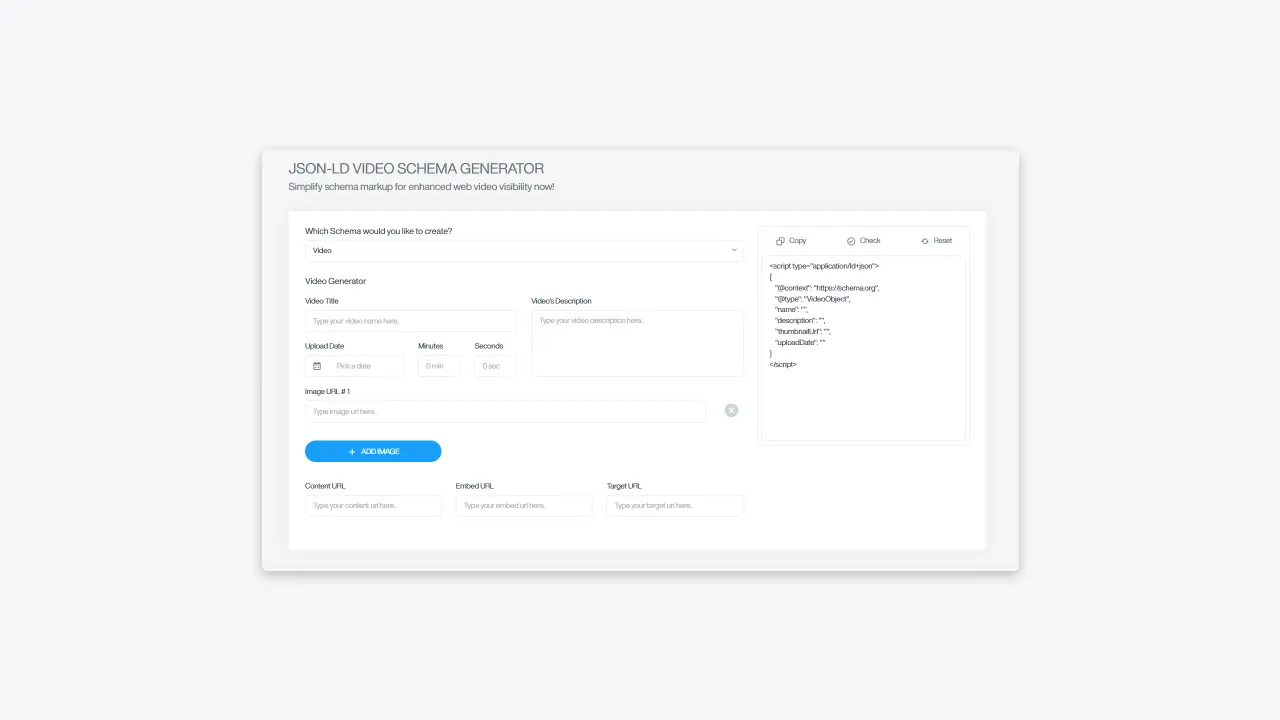 JSON-LD VIDEO SCHEMA GENERATOR
Simplify schema markup for enhanced web video visibility now!
Which Schema would you like to create?
Video
Video Generator
Video Title
Type your video name here..
Video's Description
Type your video description here..
Upload Date
Minutes
Seconds
Pick a date
0 min
0 sec
Image URL # 1
Type image url here..
+ ADD IMAGE
Content URL
Embed URL
Target URL
Type your content url here..
Type your embed url here..
Type your target url here..
Copy
Check
Reset
<script type="application/ld+json">
{
"@context": "https://schema.org",
"@type": "VideoObject",
"name": "",
"description": "",
"thumbnailUrl": "",
"uploadDate": ""
}
</script>